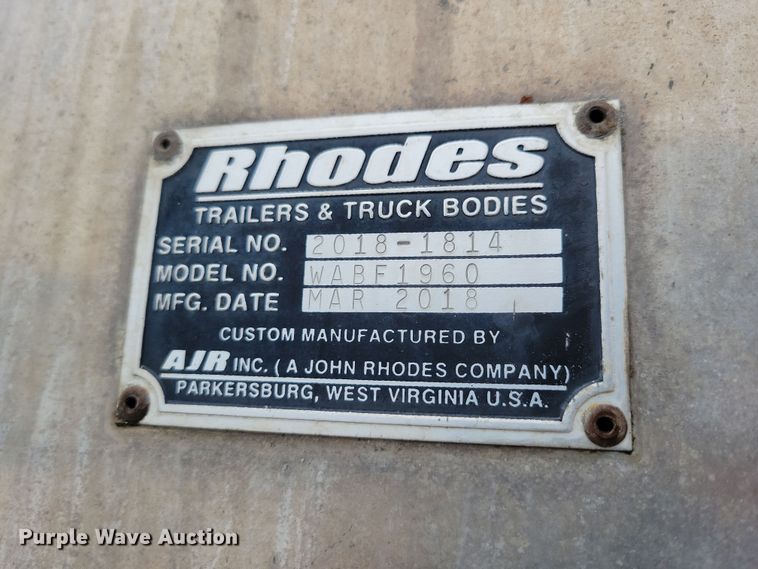 Rhodes
TRAILERS & TRUCK BODIES
SERIAL NO. 2018-1814
MODEL NO. WABF1960
MFG. DATE MAR 2018
CUSTOM MANUFACTURED BY
AJR INC. ( A JOHN RHODES COMPANY)
PARKERSBURG, WEST VIRGINIA U.S.A.
Purple Wave Auction